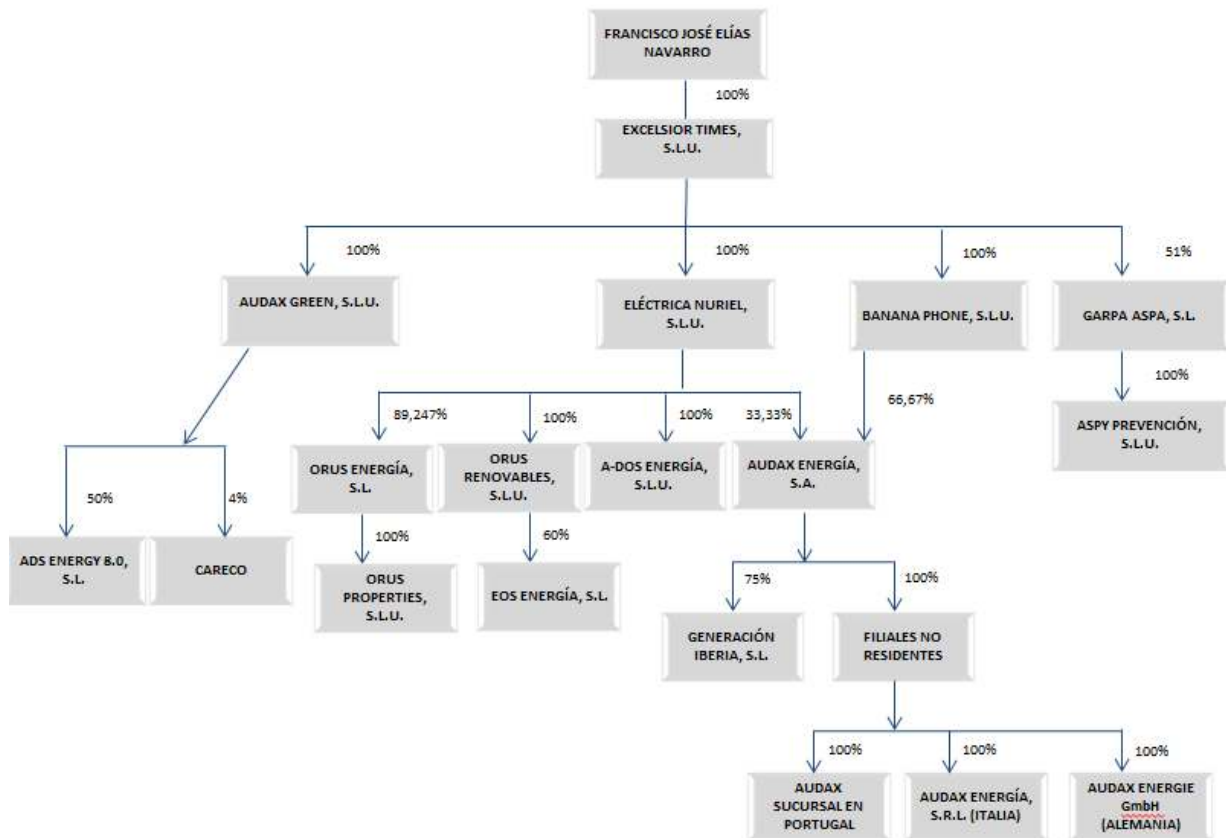 FRANCISCO JOSÉ ELÍAS
NAVARRO
100%
EXCELSIOR TIMES,
S.L.U.
100%
100%
100%
51%
AUDAX GREEN, S.L.U.
ELÉCTRICA NURIEL,
S.L.U.
BANANA PHONE, S.L.U.
GARPA ASPA, S.L.
89,247%
100%
100%
33,33%
66,67%
100%
ORUS ENERGÍA,
S.L.
ORUS
RENOVABLES,
S.L.U.
A-DOS ENERGÍA,
S.L.U.
AUDAX ENERGÍA,
S.A.
ASPY PREVENCIÓN,
S.L.U.
50%
4%
100%
60%
ADS ENERGY 8.0,
S.L.
CARECO
ORUS
PROPERTIES,
S.L.U.
EOS ENERGÍA, S.L.
75%
100%
GENERACIÓN
IBERIA, S.L.
FILIALES NO
RESIDENTES
100%
100%
100%
AUDAX
SUCURSAL EN
PORTUGAL
AUDAX ENERGÍA,
S.R.L. (ITALIA)
AUDAX ENERGIE
GmbH
(ALEMANIA)